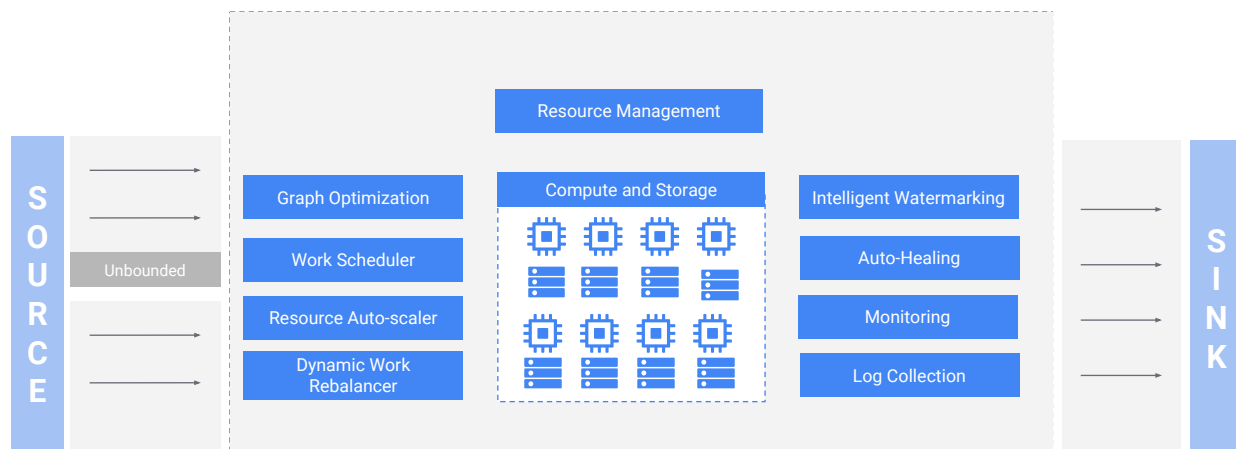 SOURCE
Unbounded
Resource Management
Graph Optimization
Work Scheduler
Resource Auto-scaler
Dynamic Work
Rebalancer
Compute and Storage
Intelligent Watermarking
Auto-Healing
Monitoring
Log Collection
SINK